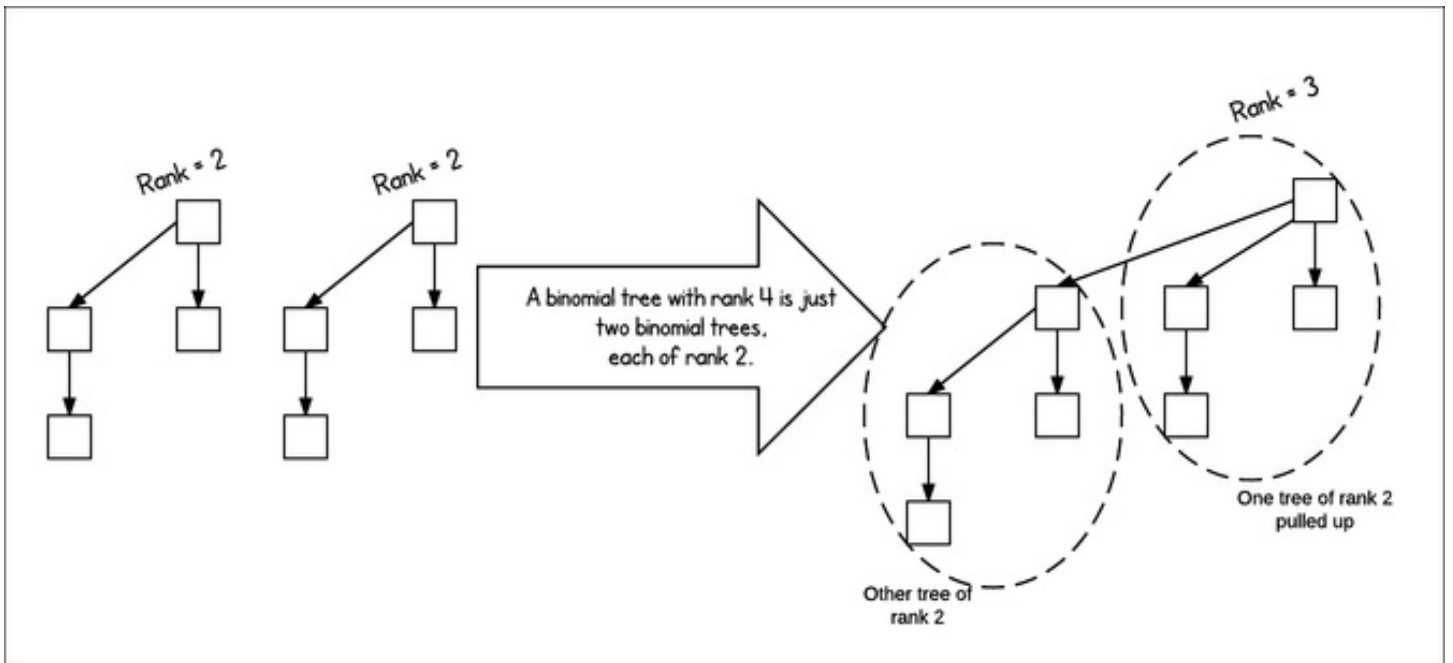 Rank = 2
Rank = 2
A binomial tree with rank 4 is just
two binomial trees,
each of rank 2.
Rank = 3
One tree of rank 2
pulled up
Other tree of
rank 2